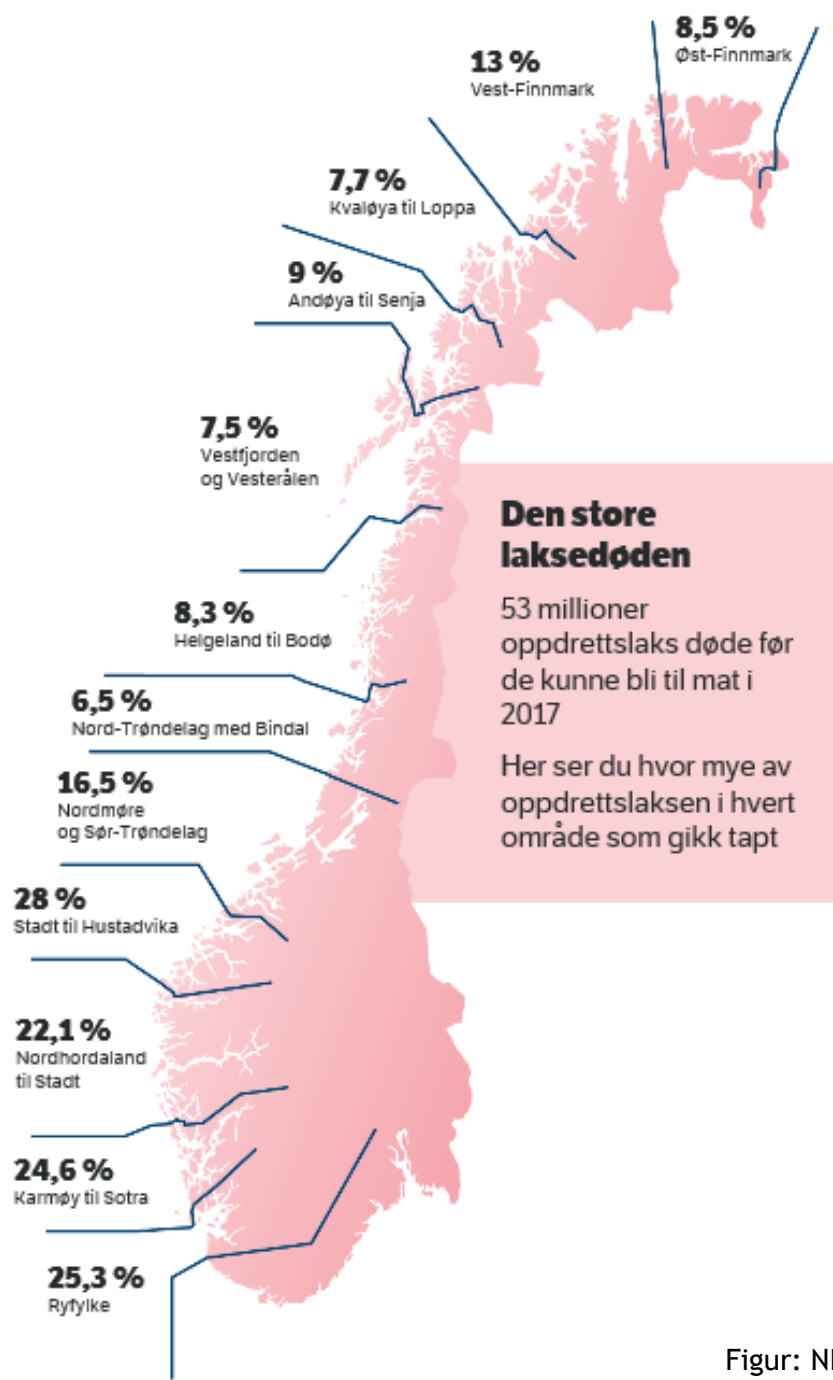 8,5 %
Øst-Finnmark
13 %
Vest-Finnmark
7,7 %
Kvaløya til Loppa
9 %
Andøya til Senja
7,5 %
Vestfjorden
og Vesterålen
Den store
laksedøden
53 millioner
oppdrettslaks døde før
de kunne bli til mat i
2017
Her ser du hvor mye av
oppdrettslaksen i hvert
område som gikk tapt
8,3 %
Helgeland til Bodø
6,5 %
Nord-Trøndelag med Bindal
16,5 %
Nordmøre
og Sør-Trøndelag
28 %
Stadt til Hustadvika
22,1 %
Nordhordaland
til Stadt
24,6 %
Karmøy til Sotra
25,3 %
Ryfylke
Figur: